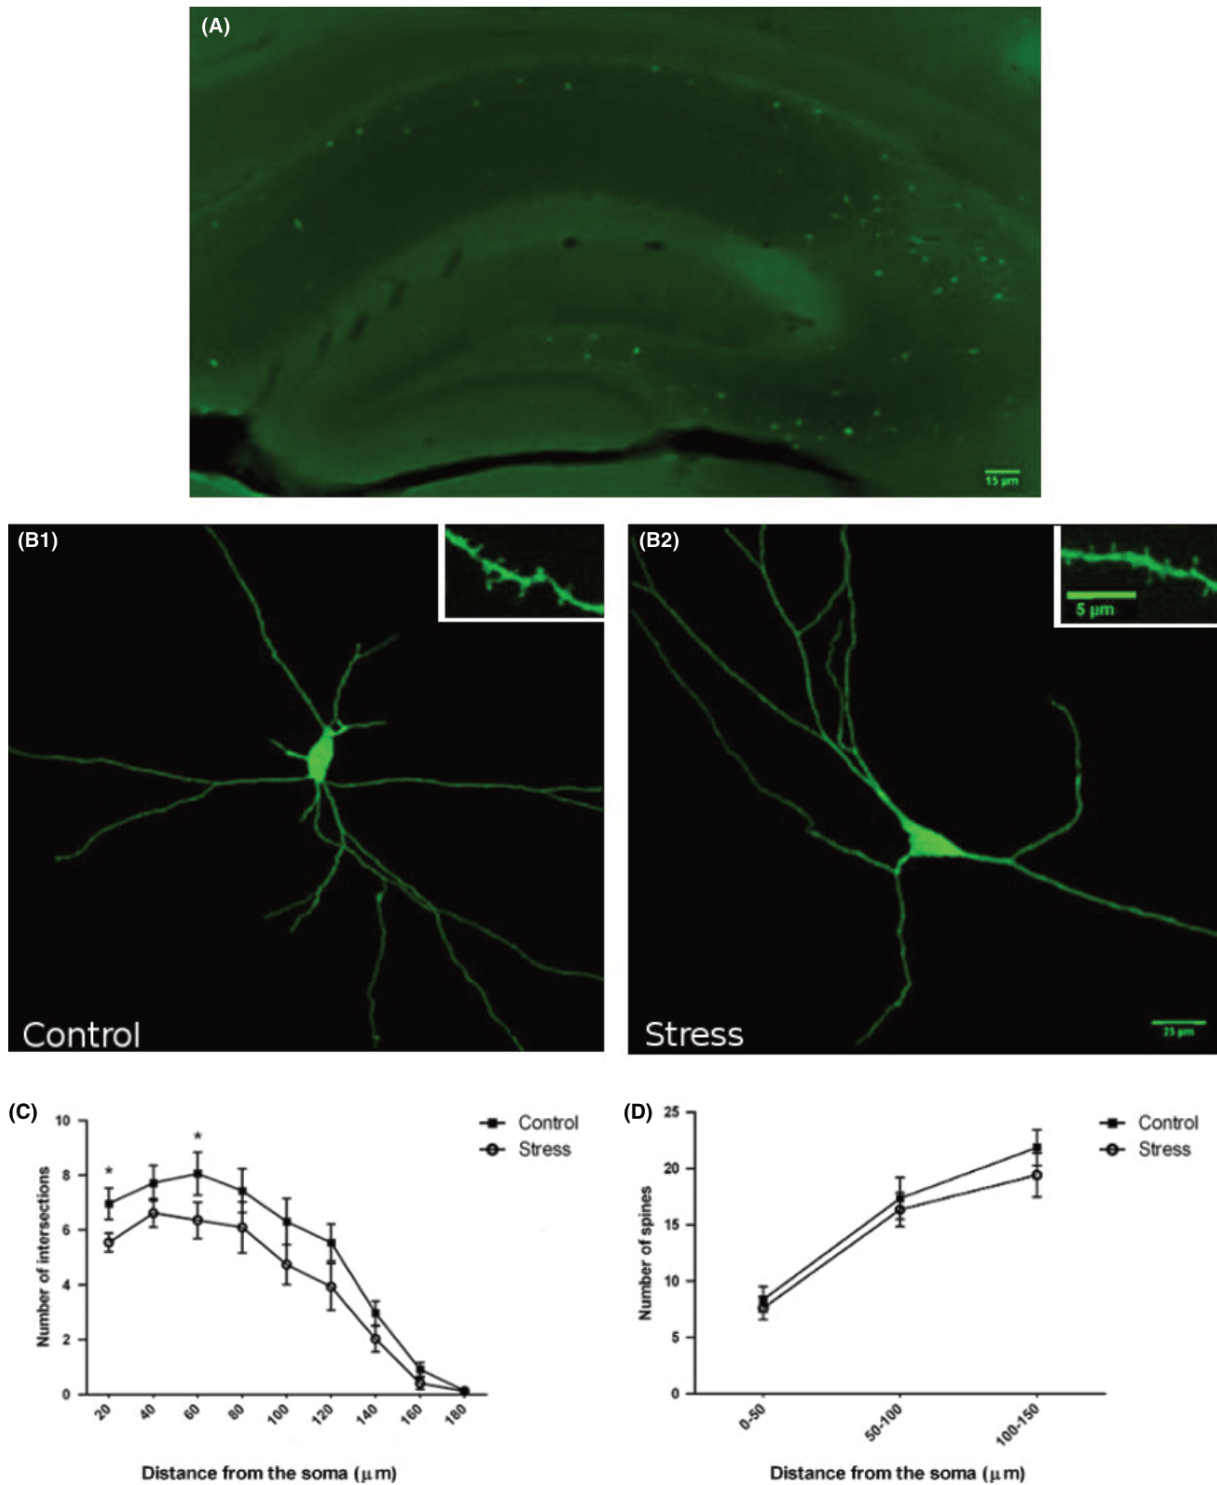 (A)
15 µm
(B1)
Control
(B2)
5 µm
Stress
25 µm
(C)
Control
Stress
Number of intersections
10
8
6
4
2
0
*
*
20
40
60
80
100
120
140
160
180
Distance from the soma (µm)
(D)
Control
Stress
Number of spines
25
20
15
10
5
0
0-50
50-100
100-150
Distance from the soma (µm)